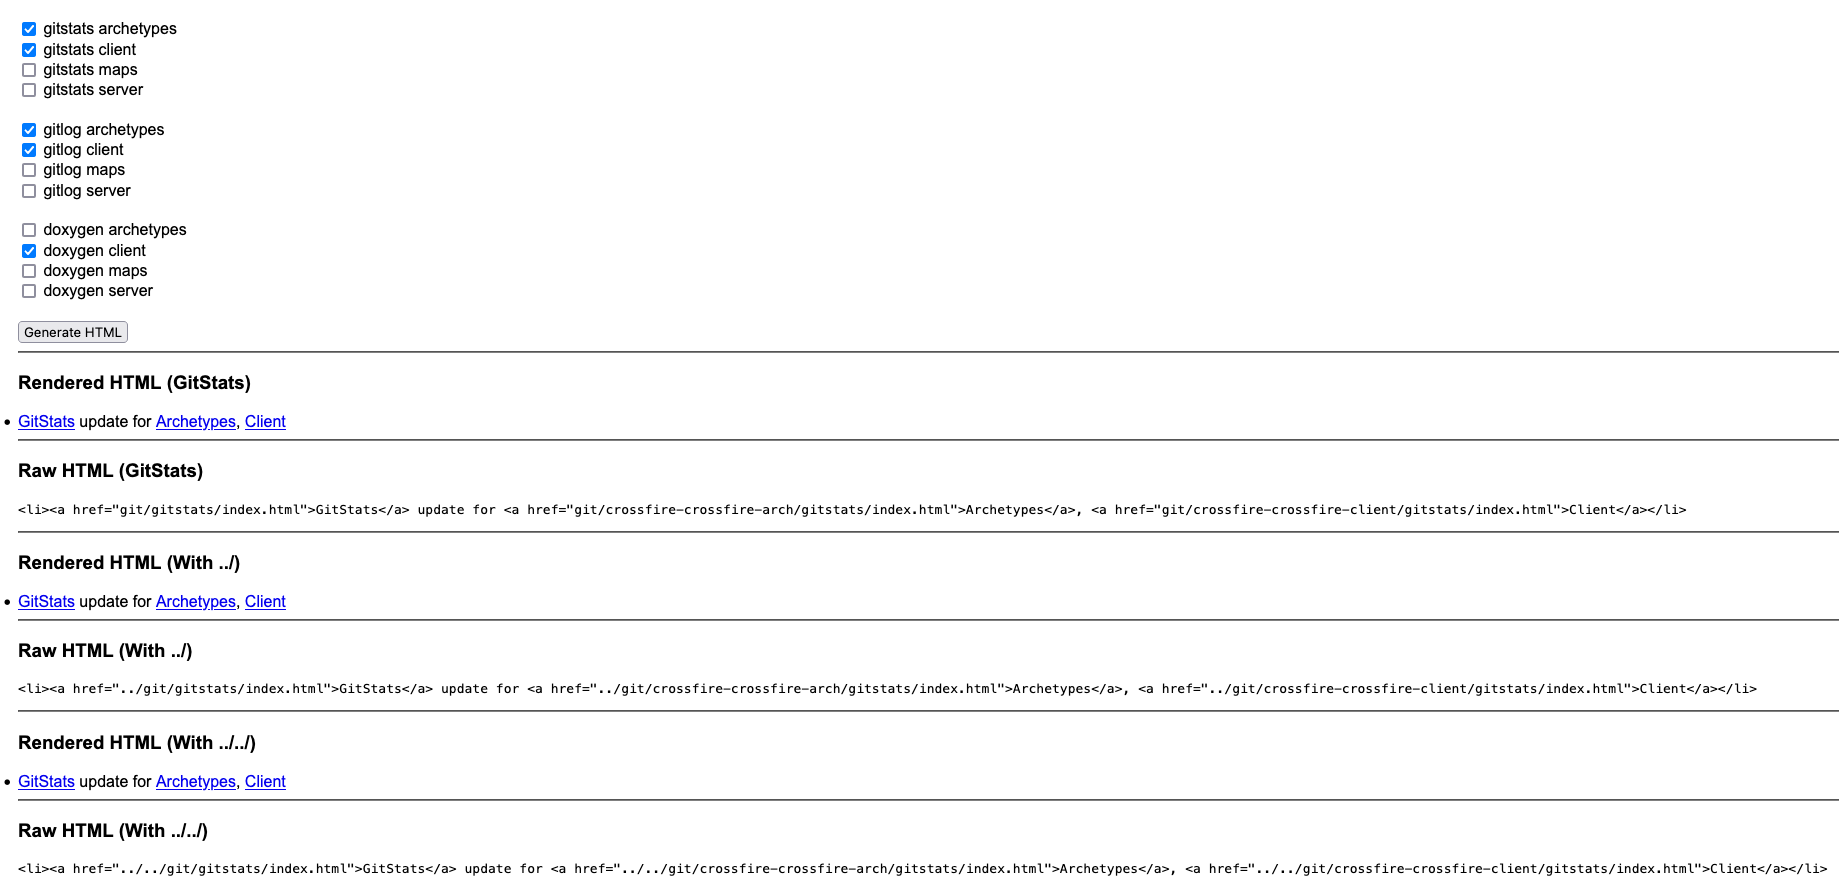 gitstats archetypes
gitstats client
gitstats maps
gitstats server
gitlog archetypes
gitlog client
gitlog maps
gitlog server
doxygen archetypes
doxygen client
doxygen maps
doxygen server
Generate HTML
Rendered HTML (GitStats)
GitStats update for Archetypes, Client
Raw HTML (GitStats)
<li><a href="git/gitstats/index.html">GitStats</a> update for <a href="git/crossfire-crossfire-arch/gitstats/index.html">Archetypes</a>, <a href="git/crossfire-crossfire-client/gitstats/index.html">Client</a></li>
Rendered HTML (With ../)
GitStats update for Archetypes, Client
Raw HTML (With ../)
<li><a href="../git/gitstats/index.html">GitStats</a> update for <a href="../git/crossfire-crossfire-arch/gitstats/index.html">Archetypes</a>, <a href="../git/crossfire-crossfire-client/gitstats/index.html">Client</a></li>
Rendered HTML (With ../../)
GitStats update for Archetypes, Client
Raw HTML (With ../../)
<li><a href="../../git/gitstats/index.html">GitStats</a> update for <a href="../../git/crossfire-crossfire-arch/gitstats/index.html">Archetypes</a>, <a href="../../git/crossfire-crossfire-client/gitstats/index.html">Client</a></li>